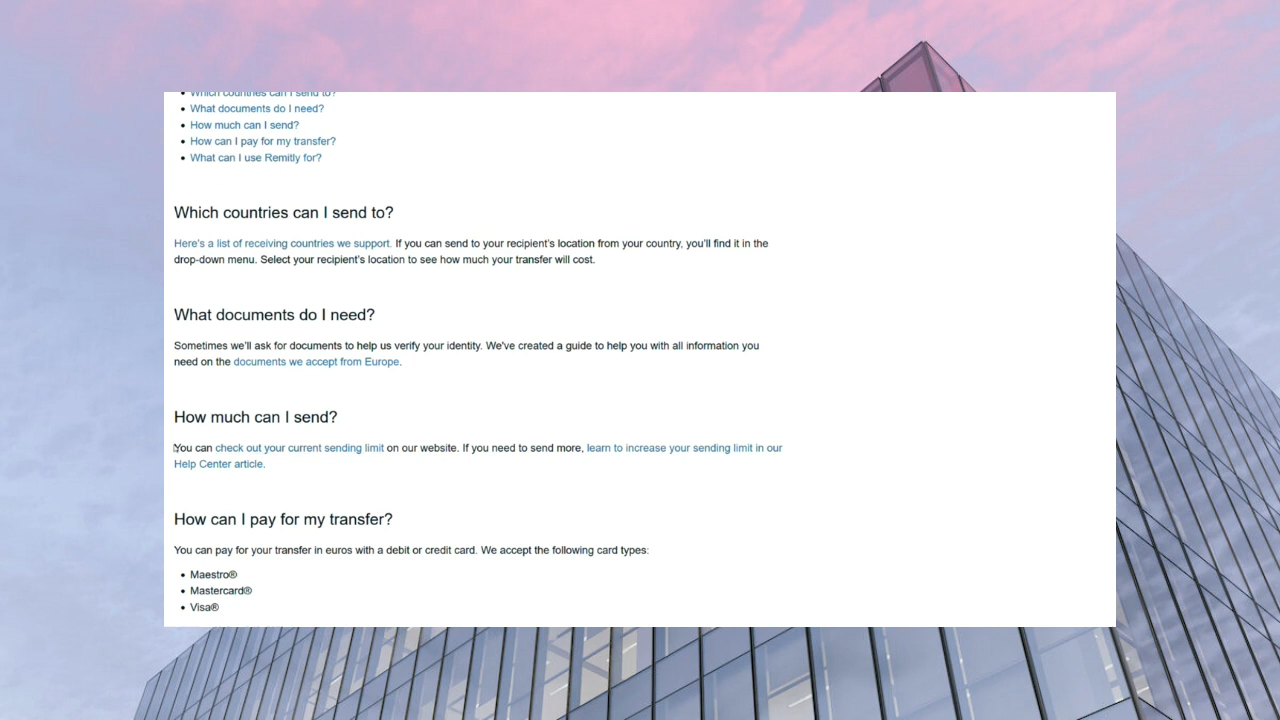 Which countries can I send to?
What documents do I need?
How much can I send?
How can I pay for my transfer?
What can I use Remitly for?
Which countries can I send to?
Here's a list of receiving countries we support. If you can send to your recipient's location from your country, you'll find it in the
drop-down menu. Select your recipient's location to see how much your transfer will cost.
What documents do I need?
Sometimes we'll ask for documents to help us verify your identity. We've created a guide to help you with all information you
need on the documents we accept from Europe.
How much can I send?
You can check out your current sending limit on our website. If you need to send more, learn to increase your sending limit in our
Help Center article.
How can I pay for my transfer?
You can pay for your transfer in euros with a debit or credit card. We accept the following card types:
Maestro®
Mastercard®
Visa®